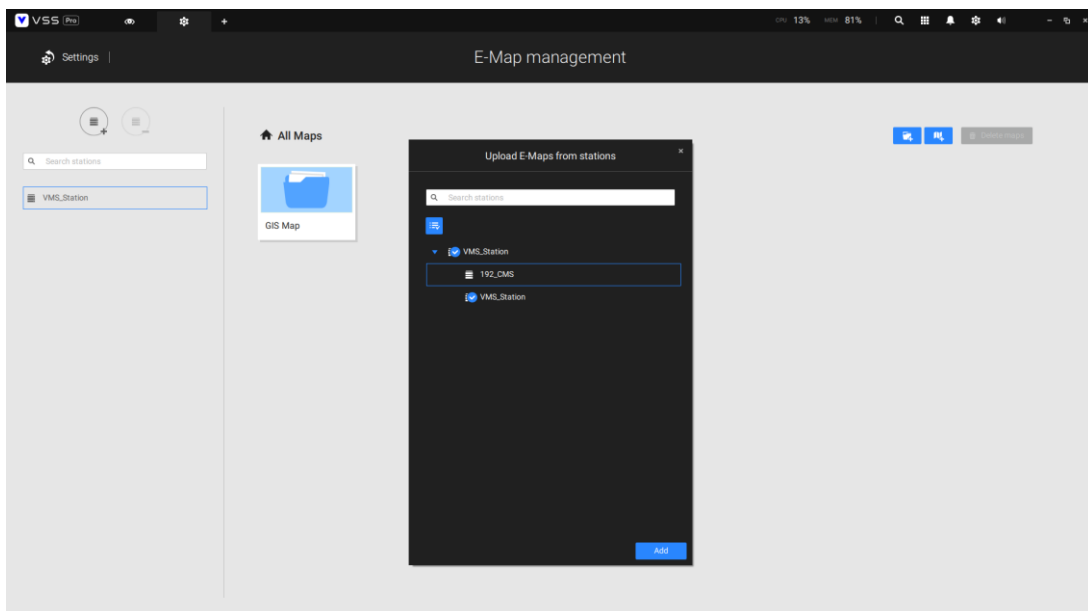 VSS Pro
CPU 13% MEM 81%
Settings
E-Map management
Search stations
VMS_Station
All Maps
Delete maps
GIS Map
Upload E-Maps from stations
Search stations
VMS_Station
192_CMS
VMS_Station
Add